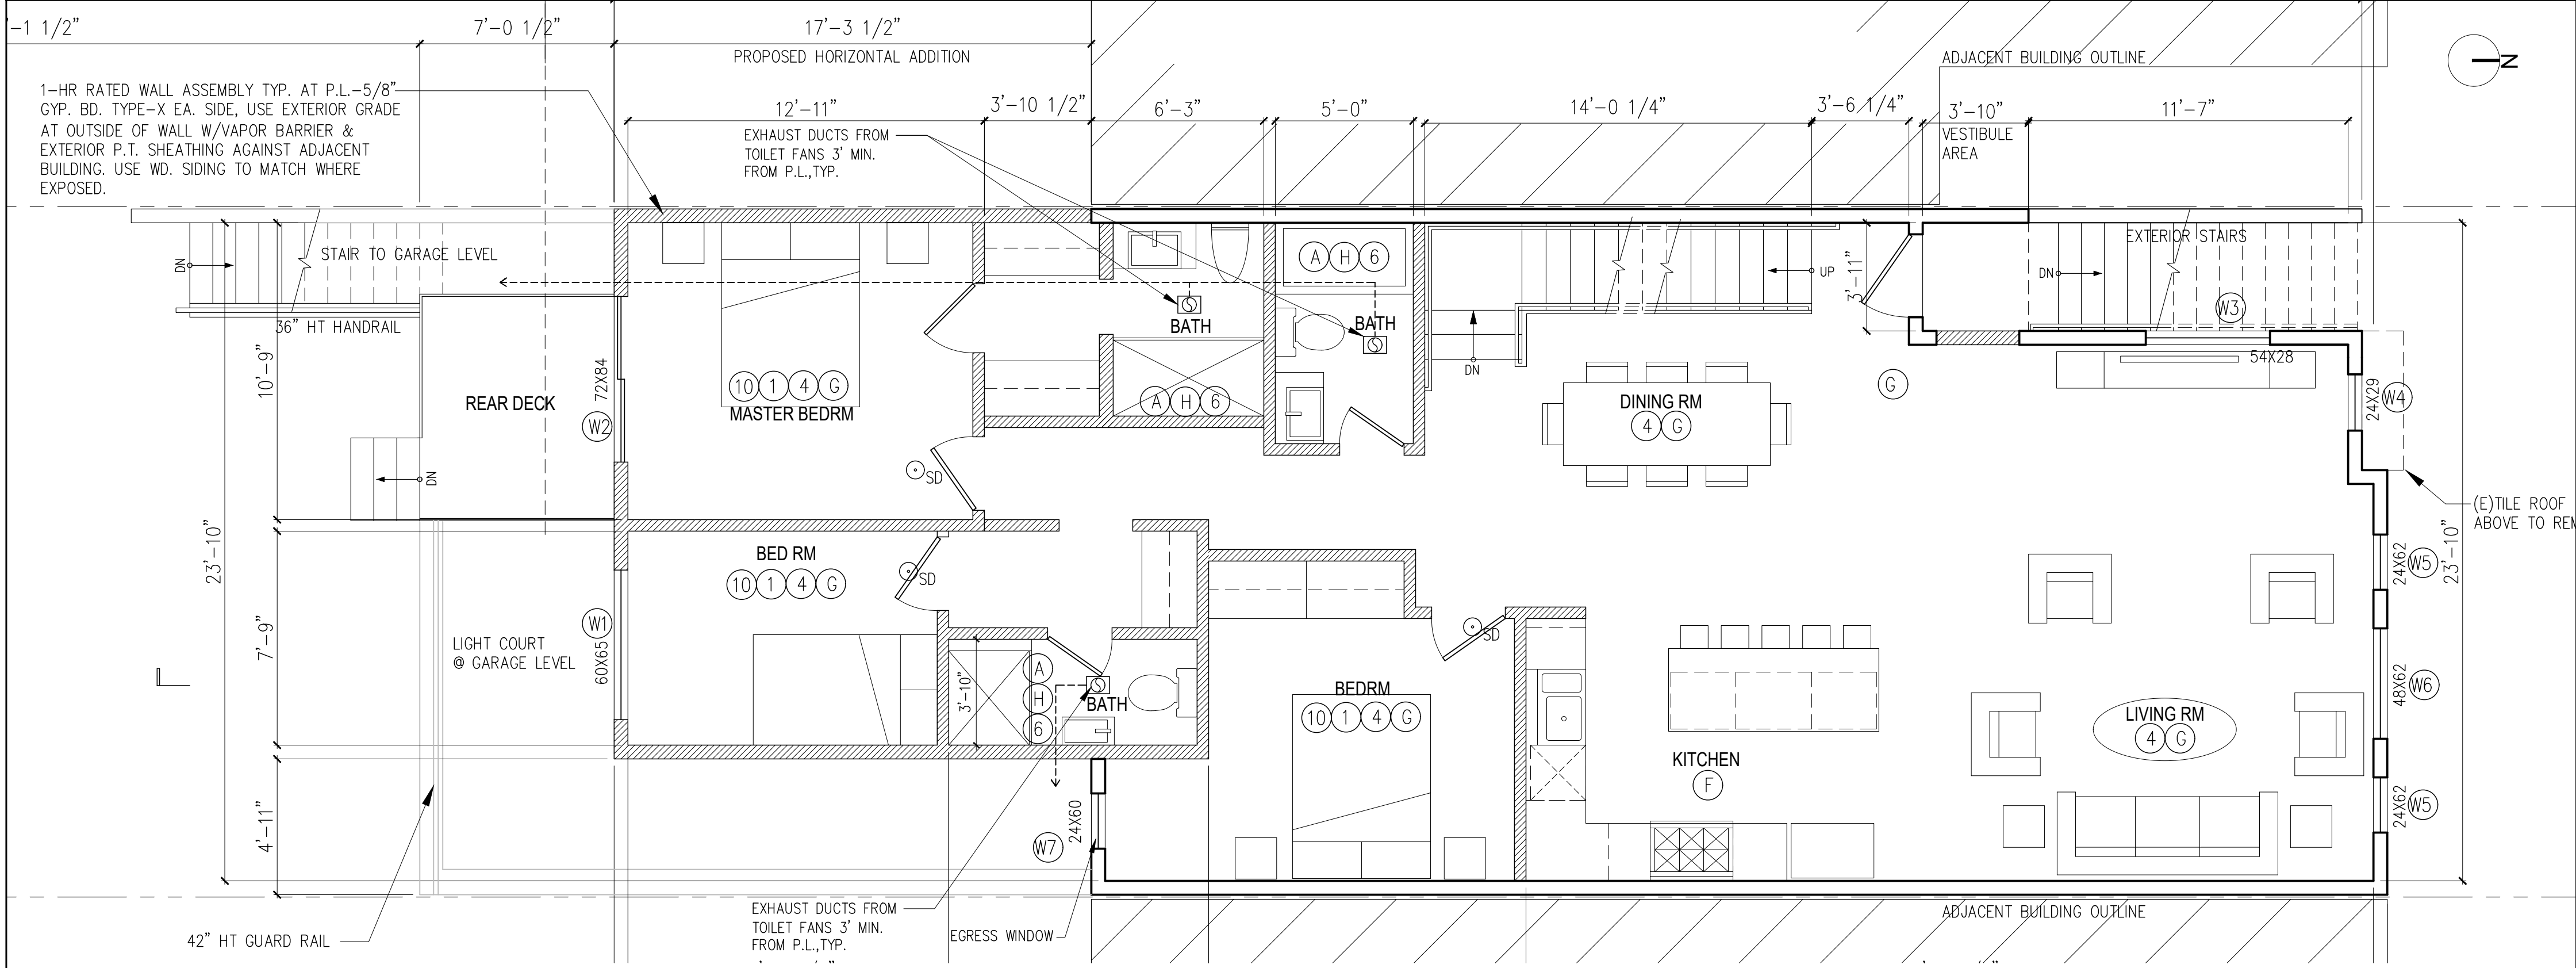 '-1 1/2"
7'-0 1/2"
17'-3 1/2"
PROPOSED HORIZONTAL ADDITION
ADJACENT BUILDING OUTLINE
N
1-HR RATED WALL ASSEMBLY TYP. AT P.L.-5/8"
GYP. BD. TYPE-X EA. SIDE, USE EXTERIOR GRADE
AT OUTSIDE OF WALL W/VAPOR BARRIER &
EXTERIOR P.T. SHEATHING AGAINST ADJACENT
BUILDING. USE WD. SIDING TO MATCH WHERE
EXPOSED.
12'-11"
3'-10 1/2"
6'-3"
5'-0"
14'-0 1/4"
3'-6 1/4"
3'-10"
11'-7"
VESTIBULE
AREA
EXHAUST DUCTS FROM
TOILET FANS 3' MIN.
FROM P.L.,TYP.
DN
STAIR TO GARAGE LEVEL
36" HT HANDRAIL
A H 6
BATH
BATH
A H 6
UP
DN
3'-11"
EXTERIOR STAIRS
DN
W3
54X28
24X29
W4
10'-9"
REAR DECK
DN
72X84
W2
10 1 4 G
MASTER BEDRM
SD
DINING RM
4 G
G
(E)TILE ROOF
ABOVE TO REM
23'-10"
23'-10"
7'-9"
4'-11"
BED RM
10 1 4 G
SD
W1
60X65
LIGHT COURT
@ GARAGE LEVEL
3'-10"
A
H
6
BATH
SD
BEDRM
10 1 4 G
KITCHEN
F
LIVING RM
4 G
24X62
W5
48X62
W6
24X62
W5
W7
24X60
42" HT GUARD RAIL
EXHAUST DUCTS FROM
TOILET FANS 3' MIN.
FROM P.L.,TYP.
EGRESS WINDOW
ADJACENT BUILDING OUTLINE